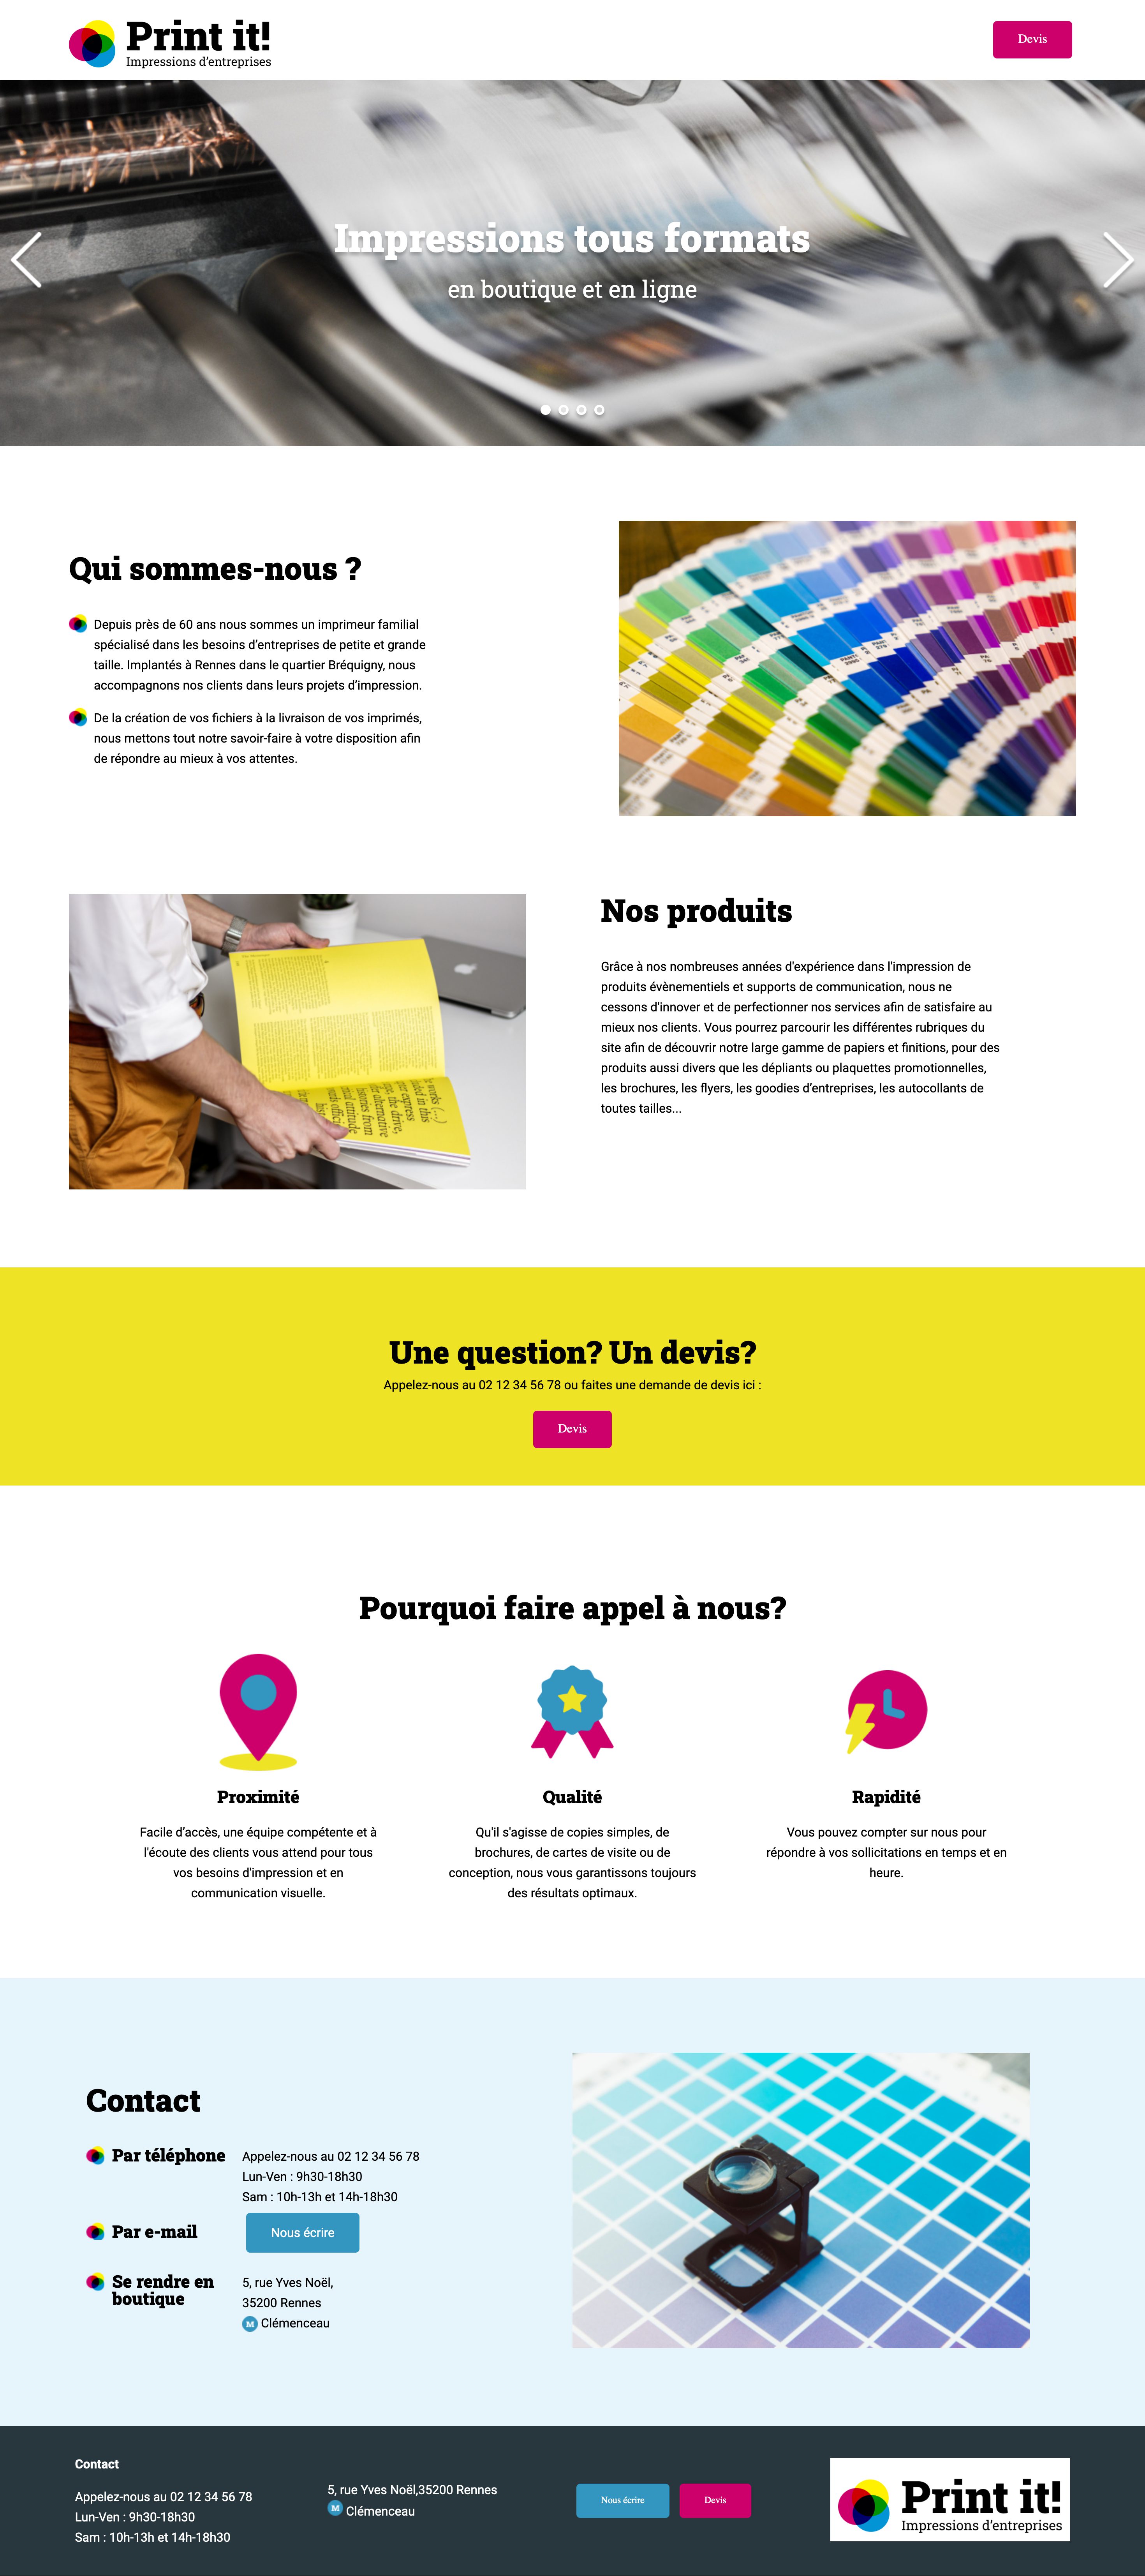 Print it!
Impressions d'entreprises
Devis
Impressions tous formats
en boutique et en ligne
Qui sommes-nous ?
Depuis près de 60 ans nous sommes un imprimeur familial
spécialisé dans les besoins d’entreprises de petite et grande
taille. Implantés à Rennes dans le quartier Bréquigny, nous
accompagnons nos clients dans leurs projets d’impression.
De la création de vos fichiers à la livraison de vos imprimés,
nous mettons tout notre savoir-faire à votre disposition afin
de répondre au mieux à vos attentes.
Nos produits
Grâce à nos nombreuses années d'expérience dans l'impression de
produits évènementiels et supports de communication, nous ne
cessons d'innover et de perfectionner nos services afin de satisfaire au
mieux nos clients. Vous pourrez parcourir les différentes rubriques du
site afin de découvrir notre large gamme de papiers et finitions, pour des
produits aussi divers que les dépliants ou plaquettes promotionnelles,
les brochures, les flyers, les goodies d’entreprises, les autocollants de
toutes tailles...
Une question? Un devis?
Appelez-nous au 02 12 34 56 78 ou faites une demande de devis ici :
Devis
Pourquoi faire appel à nous?
Proximité
Facile d’accès, une équipe compétente et à
l'écoute des clients vous attend pour tous
vos besoins d'impression et en
communication visuelle.
Qualité
Qu'il s'agisse de copies simples, de
brochures, de cartes de visite ou de
conception, nous vous garantissons toujours
des résultats optimaux.
Rapidité
Vous pouvez compter sur nous pour
répondre à vos sollicitations en temps et en
heure.
Contact
Par téléphone
Appelez-nous au 02 12 34 56 78
Lun-Ven : 9h30-18h30
Sam : 10h-13h et 14h-18h30
Par e-mail
Nous écrire
Se rendre en
boutique
5, rue Yves Noël,
35200 Rennes
M Clémenceau
Contact
Appelez-nous au 02 12 34 56 78
Lun-Ven : 9h30-18h30
Sam : 10h-13h et 14h-18h30
5, rue Yves Noël,35200 Rennes
M Clémenceau
Nous écrire
Devis
Print it!
Impressions d'entreprises